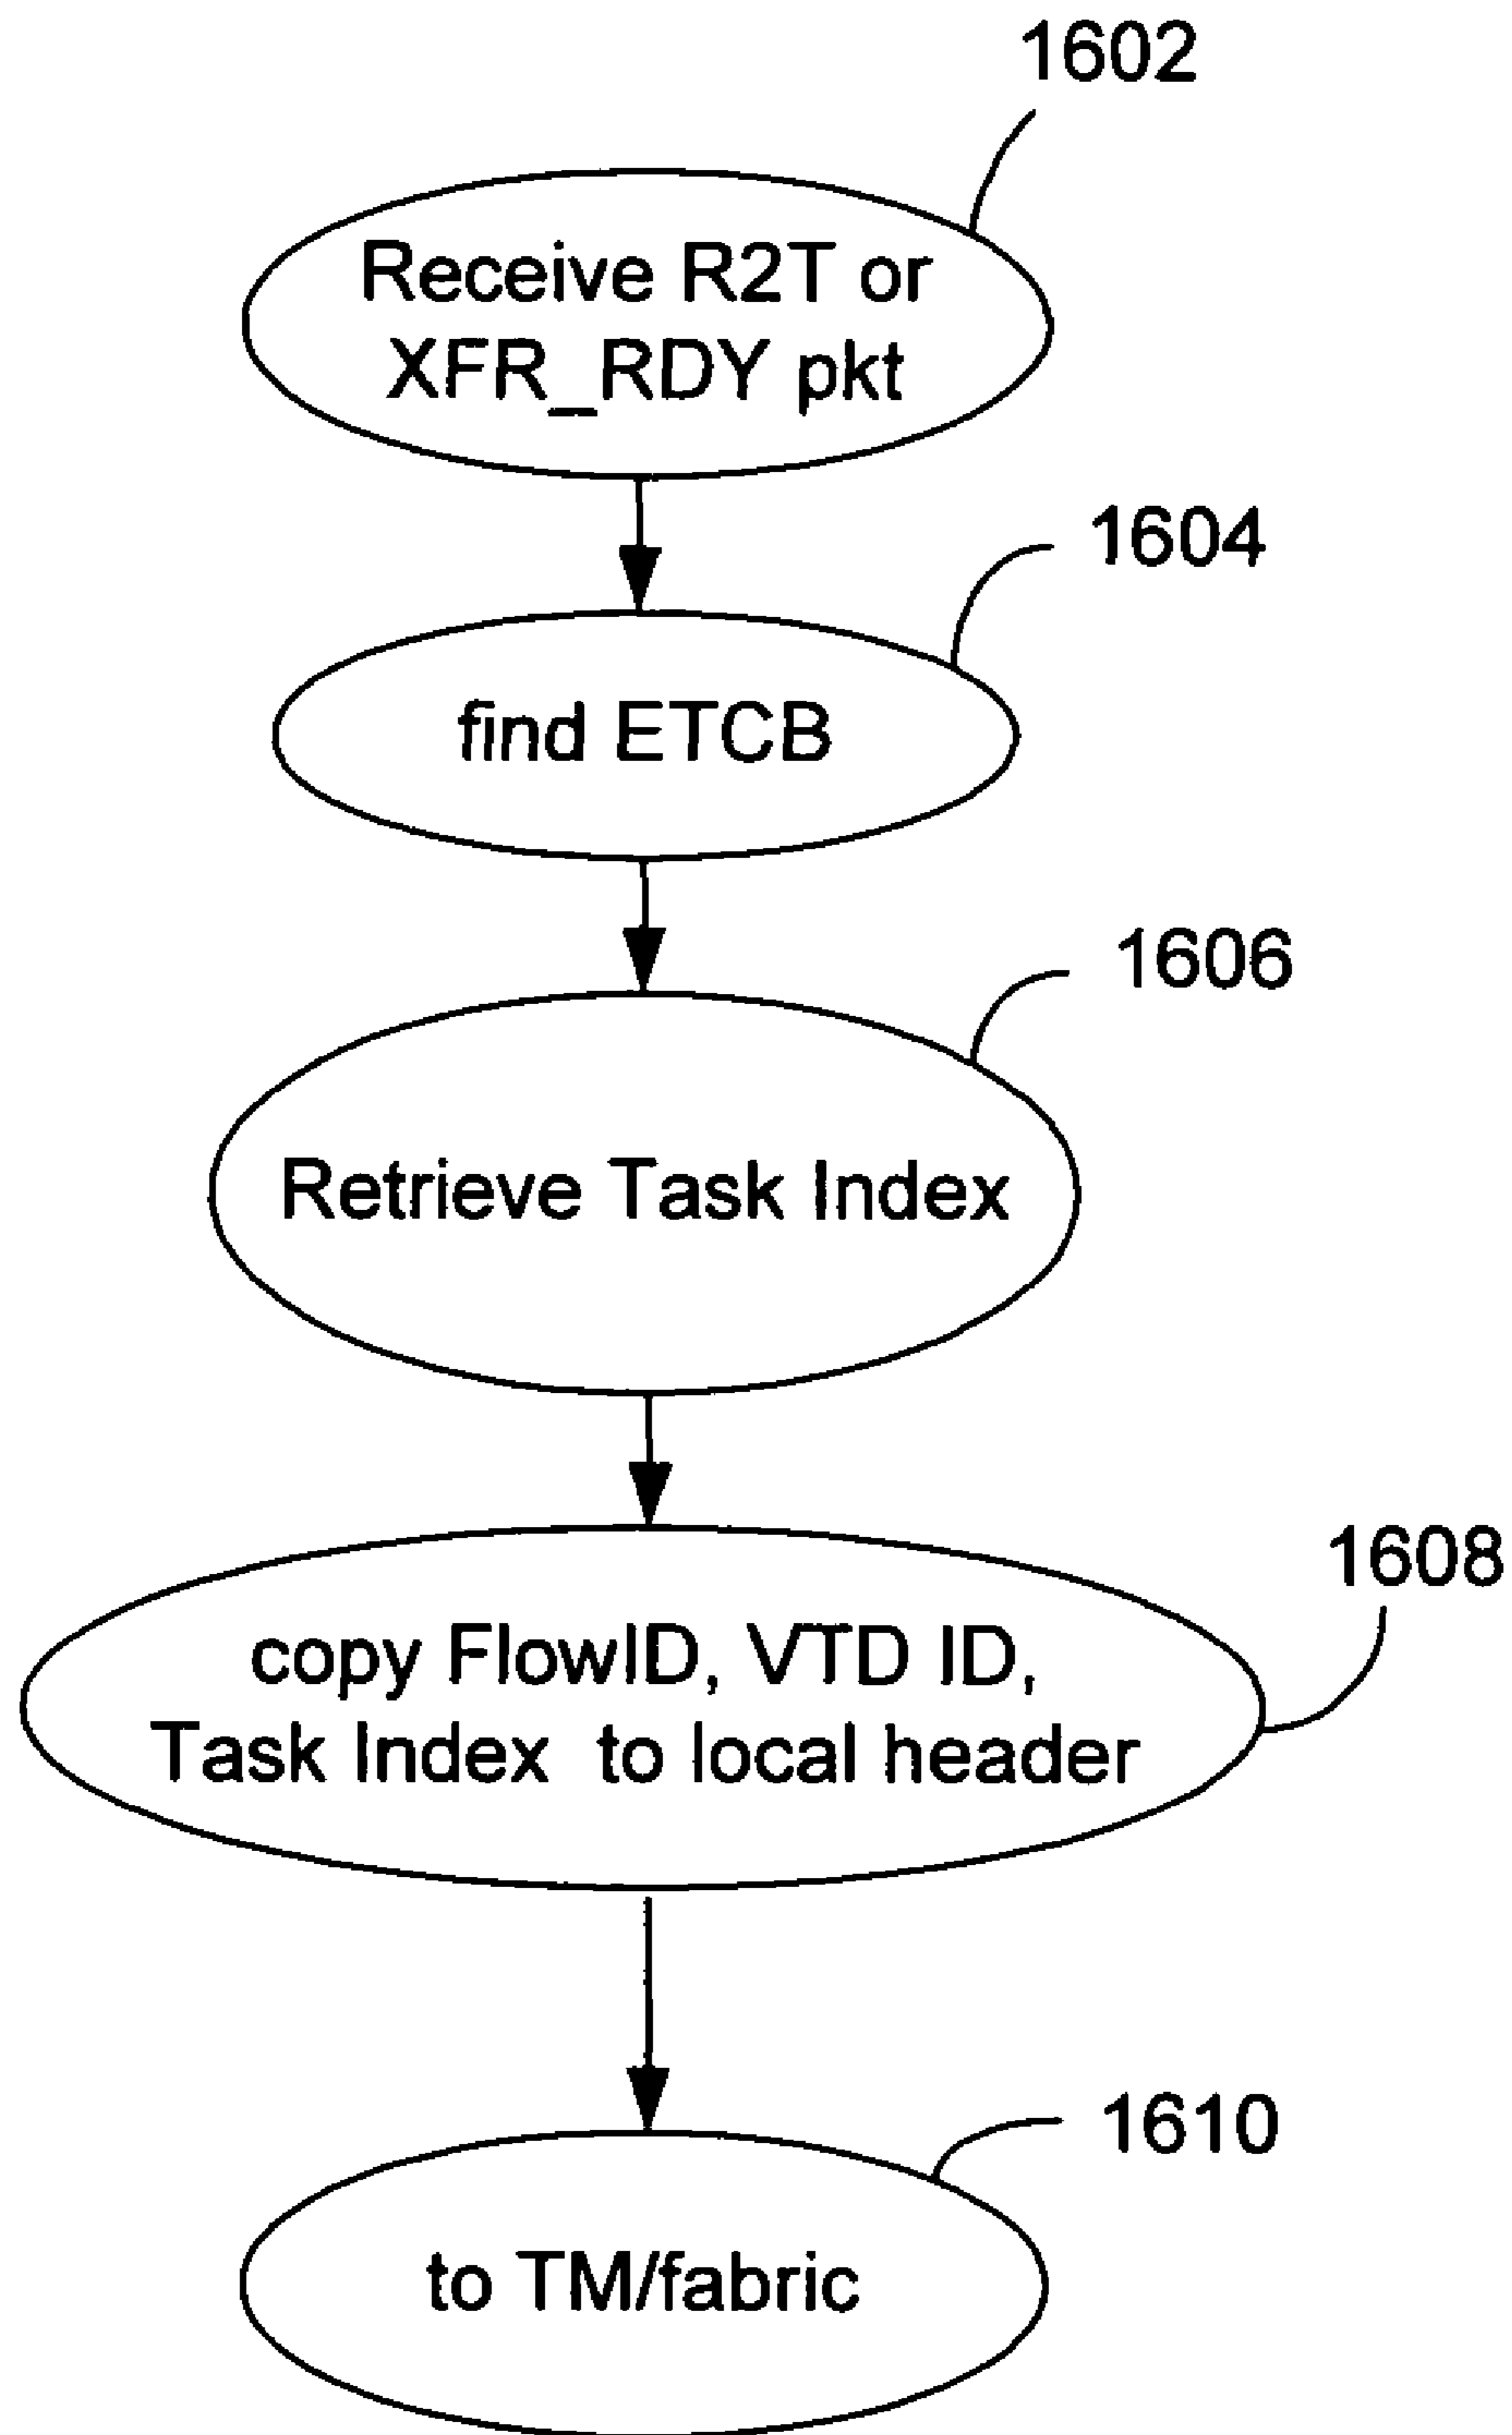 1602
Receive R2T or
XFR_RDY pkt
1604
find ETCB
1606
Retrieve Task Index
1608
copy FlowID, VTD ID,
Task Index to local header
1610
to TM/fabric